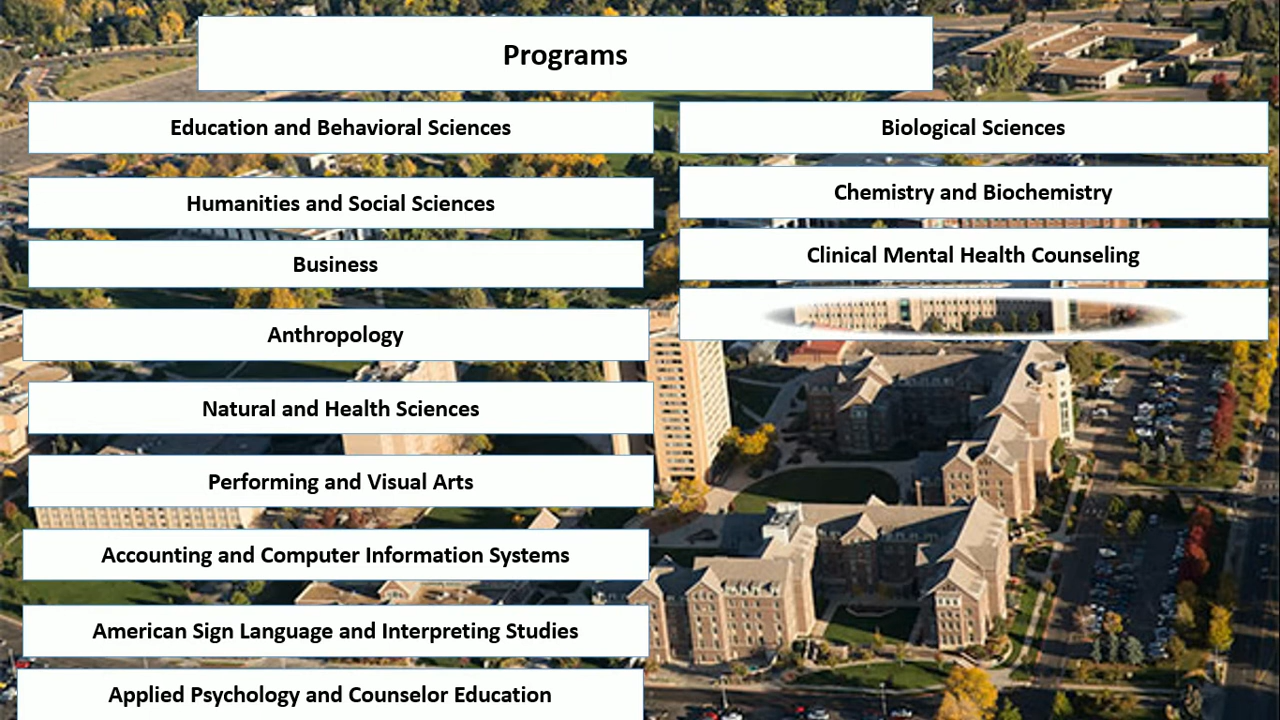 Programs
Education and Behavioral Sciences
Humanities and Social Sciences
Business
Anthropology
Natural and Health Sciences
Performing and Visual Arts
Accounting and Computer Information Systems
American Sign Language and Interpreting Studies
Applied Psychology and Counselor Education
Biological Sciences
Chemistry and Biochemistry
Clinical Mental Health Counseling